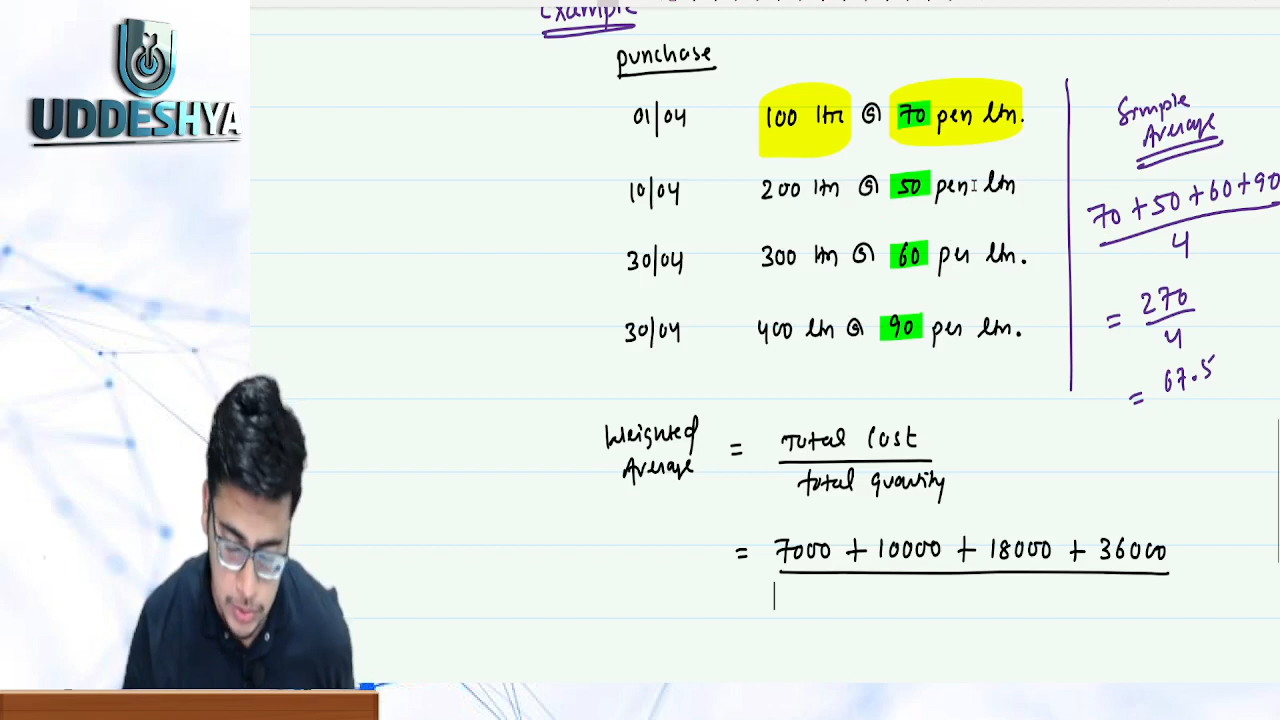 UDDESHYA
Example
purchase
01/04 100 ltr @ 70 per ltr.
10/04 200 ltr @ 50 per ltr
30/04 300 ltr @ 60 per ltr.
30/04 400 ltr @ 90 per ltr.
Simple
Average
70 + 50 + 60 + 90
4
= 270
4
= 67.5
Weighted
Average = Total Cost
total quantity
= 7000 + 10000 + 18000 + 36000